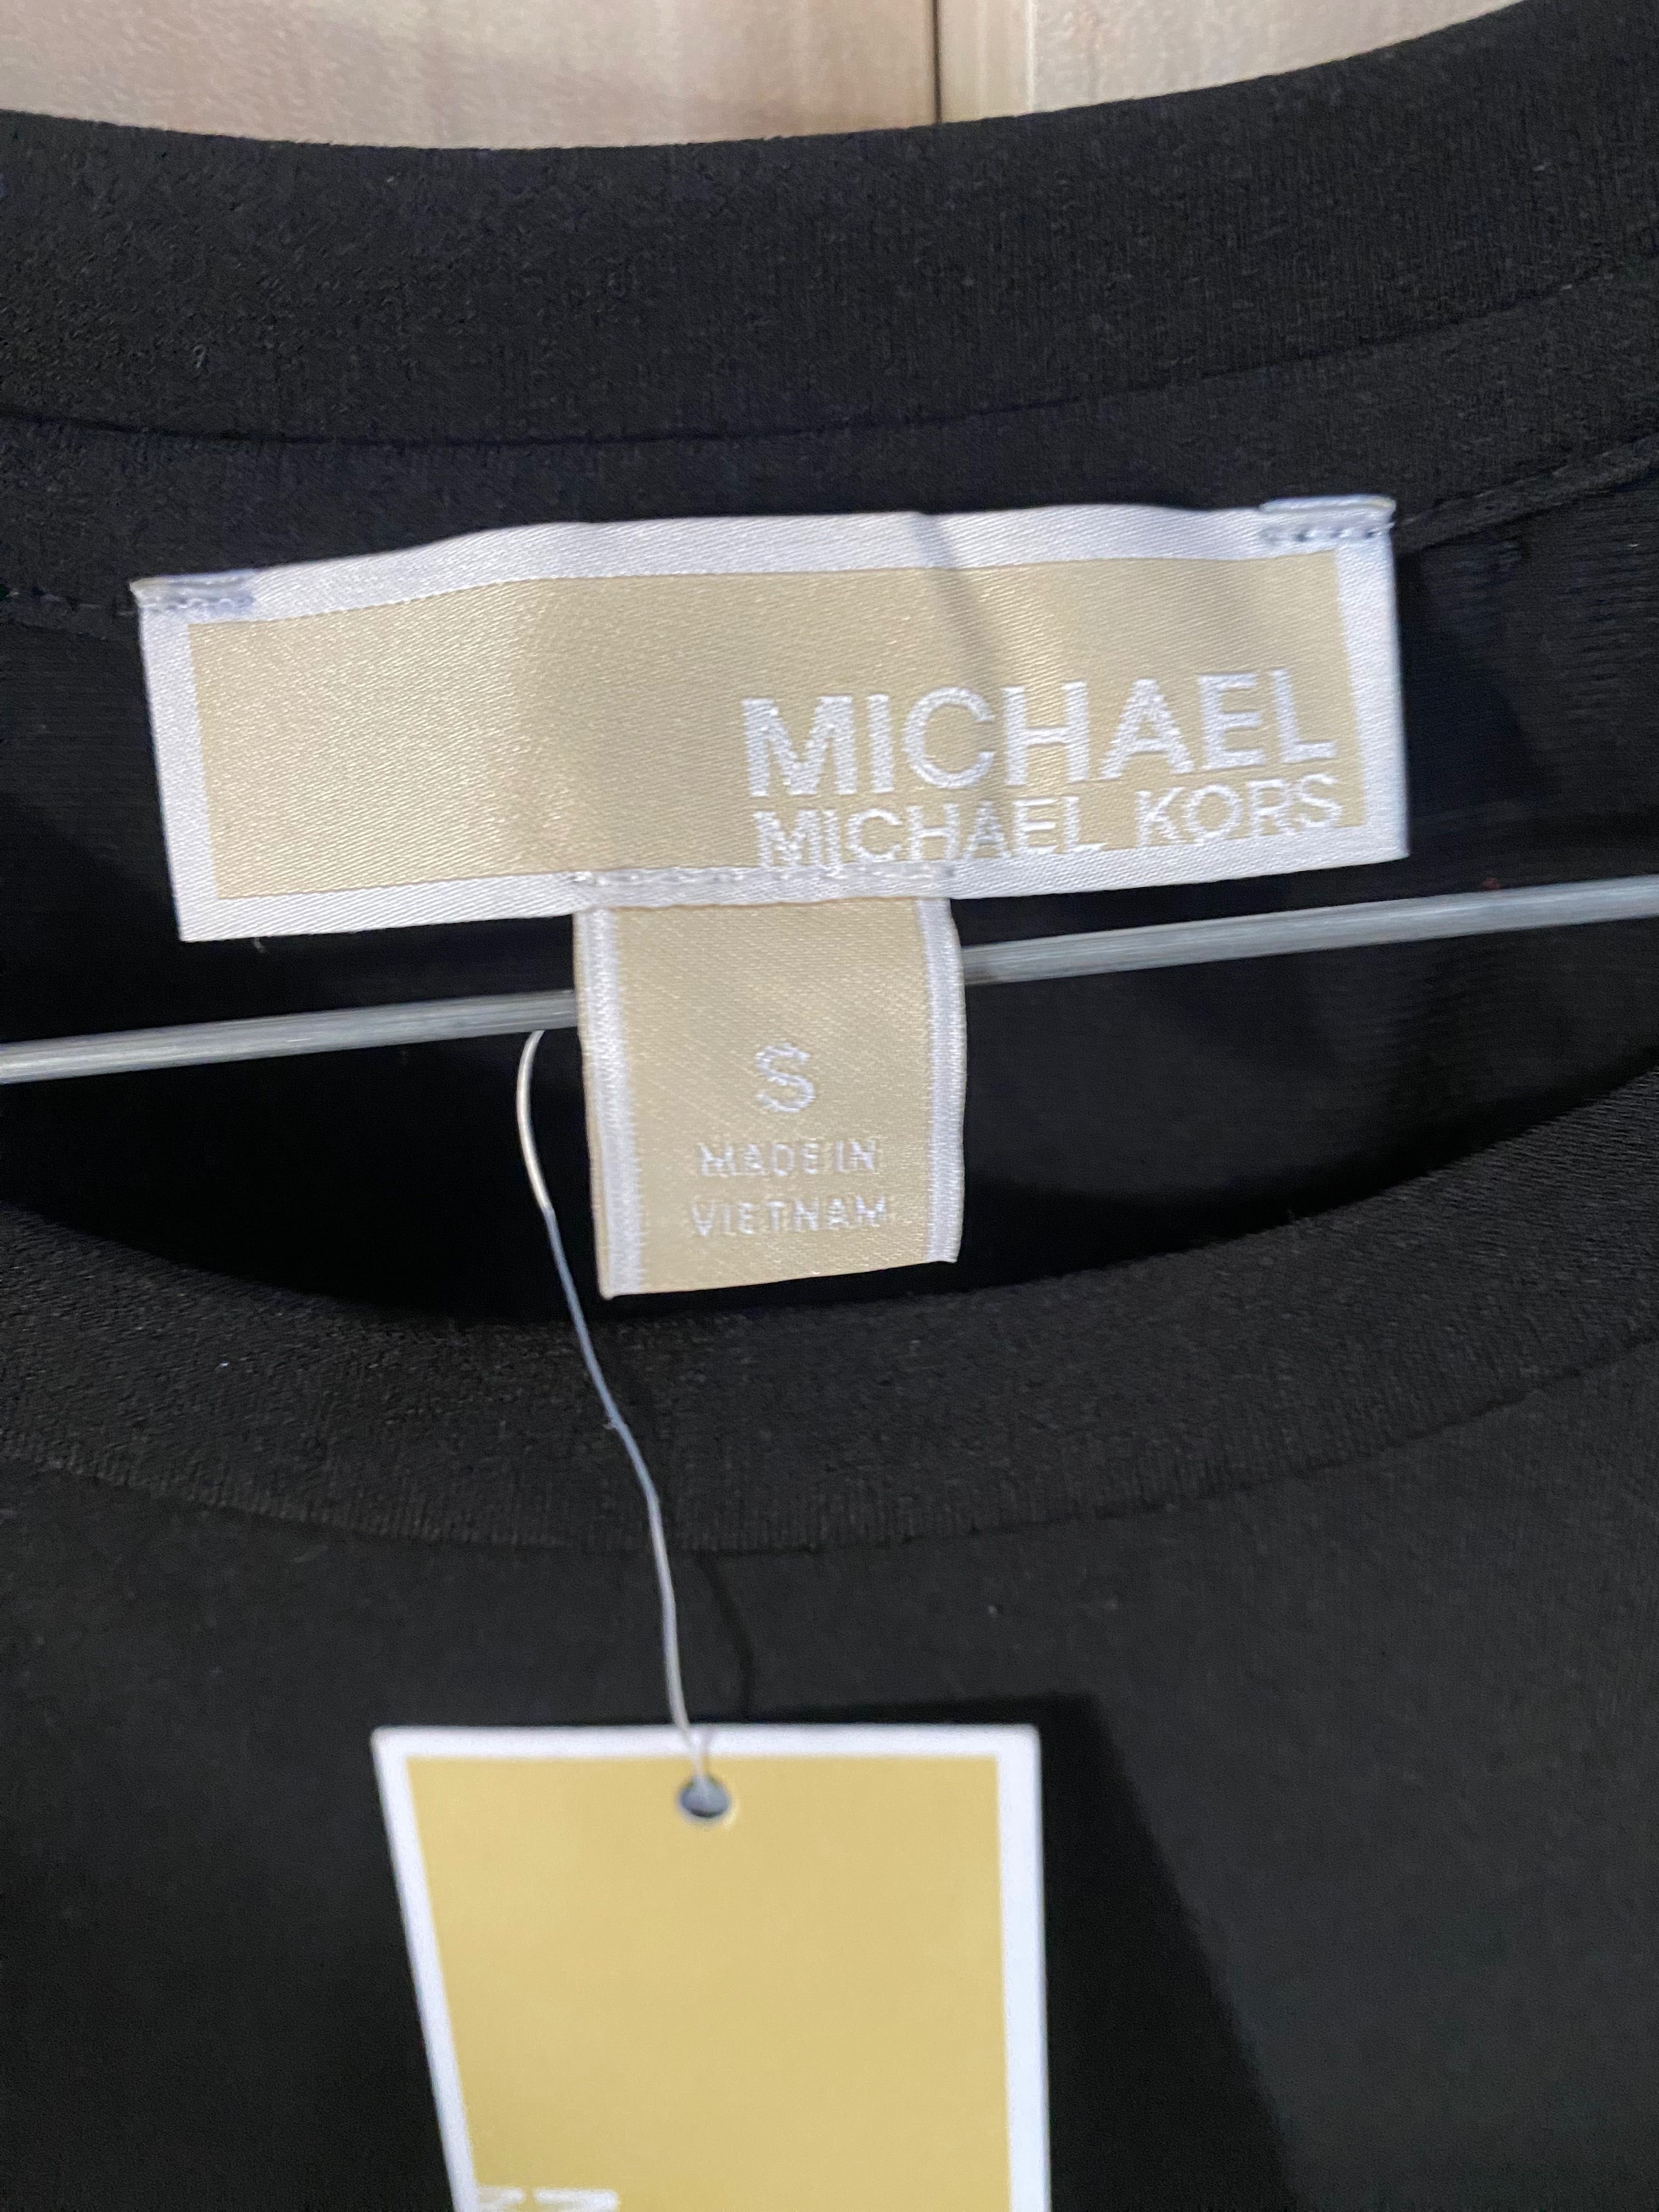 MICHAEL
MICHAEL KORS
S
MADE IN
VIETNAM